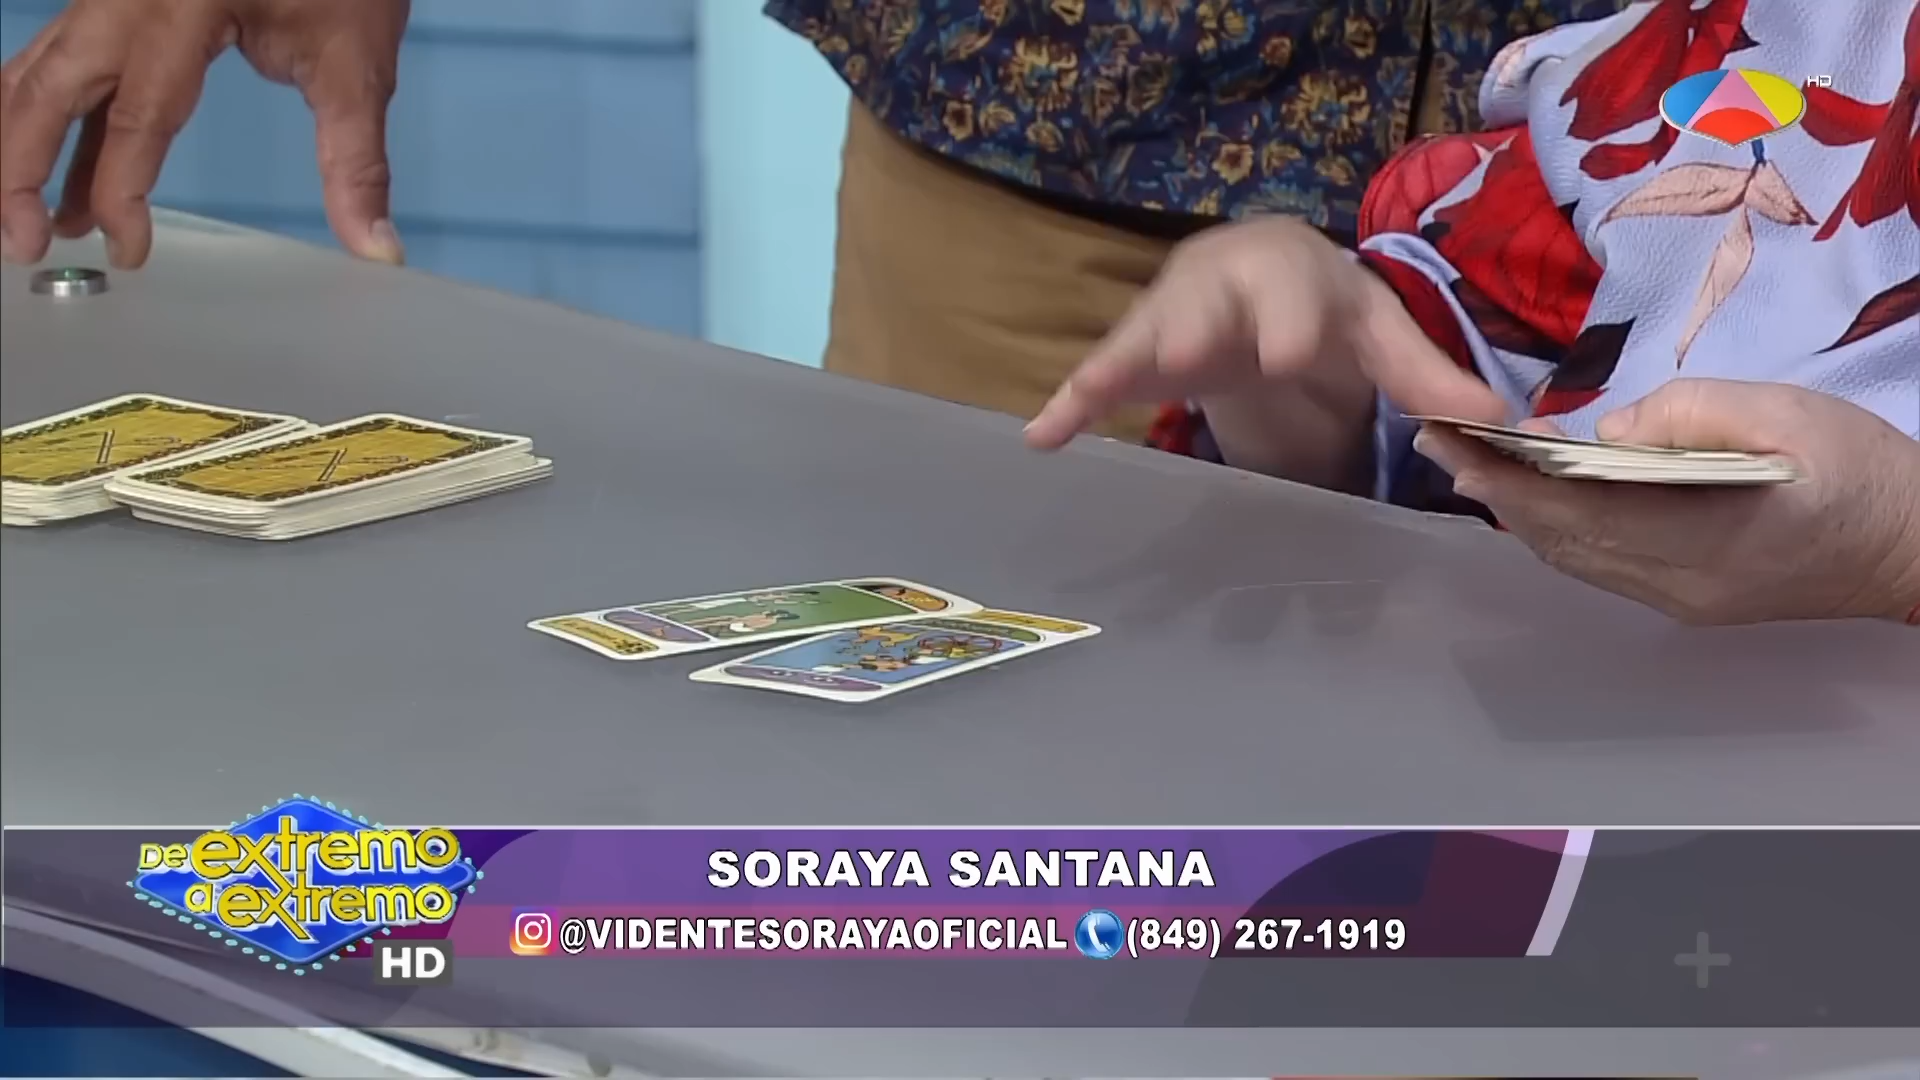 HD
De extremo
a extremo
HD
SORAYA SANTANA
@VIDENTESORAYAOFICIAL (849) 267-1919